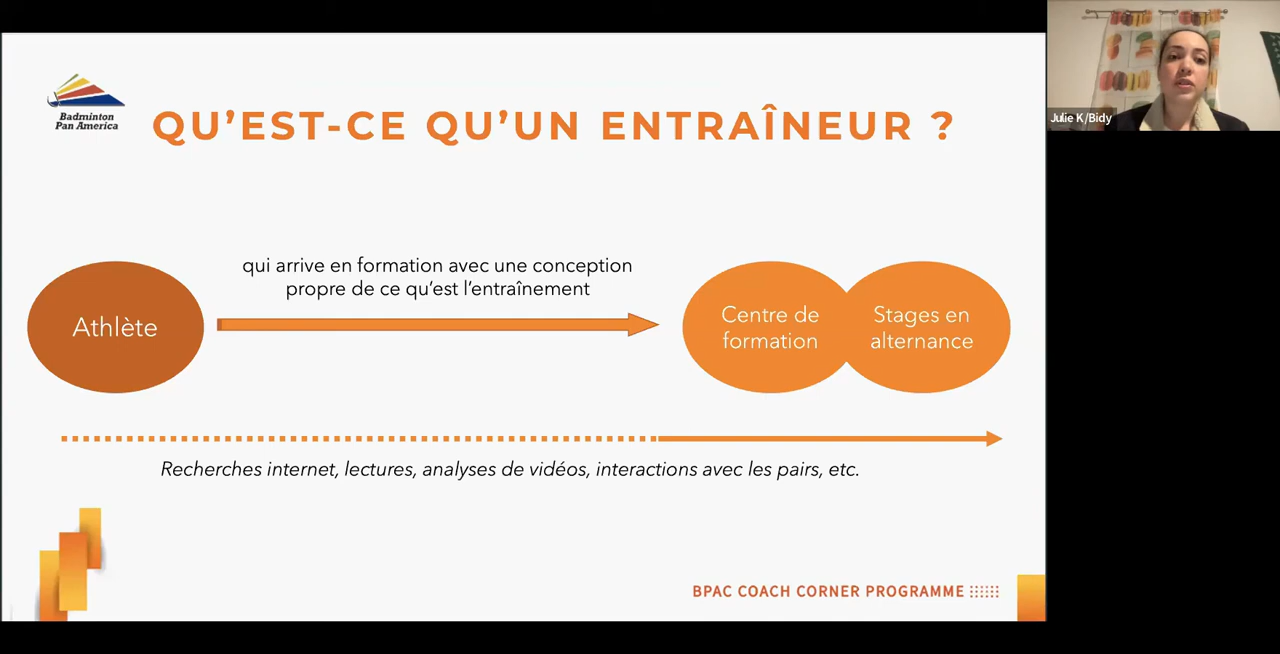 Badminton
Pan America
QU’EST-CE QU’UN ENTRAÎNEUR ?
Julie K/Bidy
qui arrive en formation avec une conception
propre de ce qu’est l’entraînement
Athlète
Centre de
formation
Stages en
alternance
Recherches internet, lectures, analyses de vidéos, interactions avec les pairs, etc.
BPAC COACH CORNER PROGRAMME